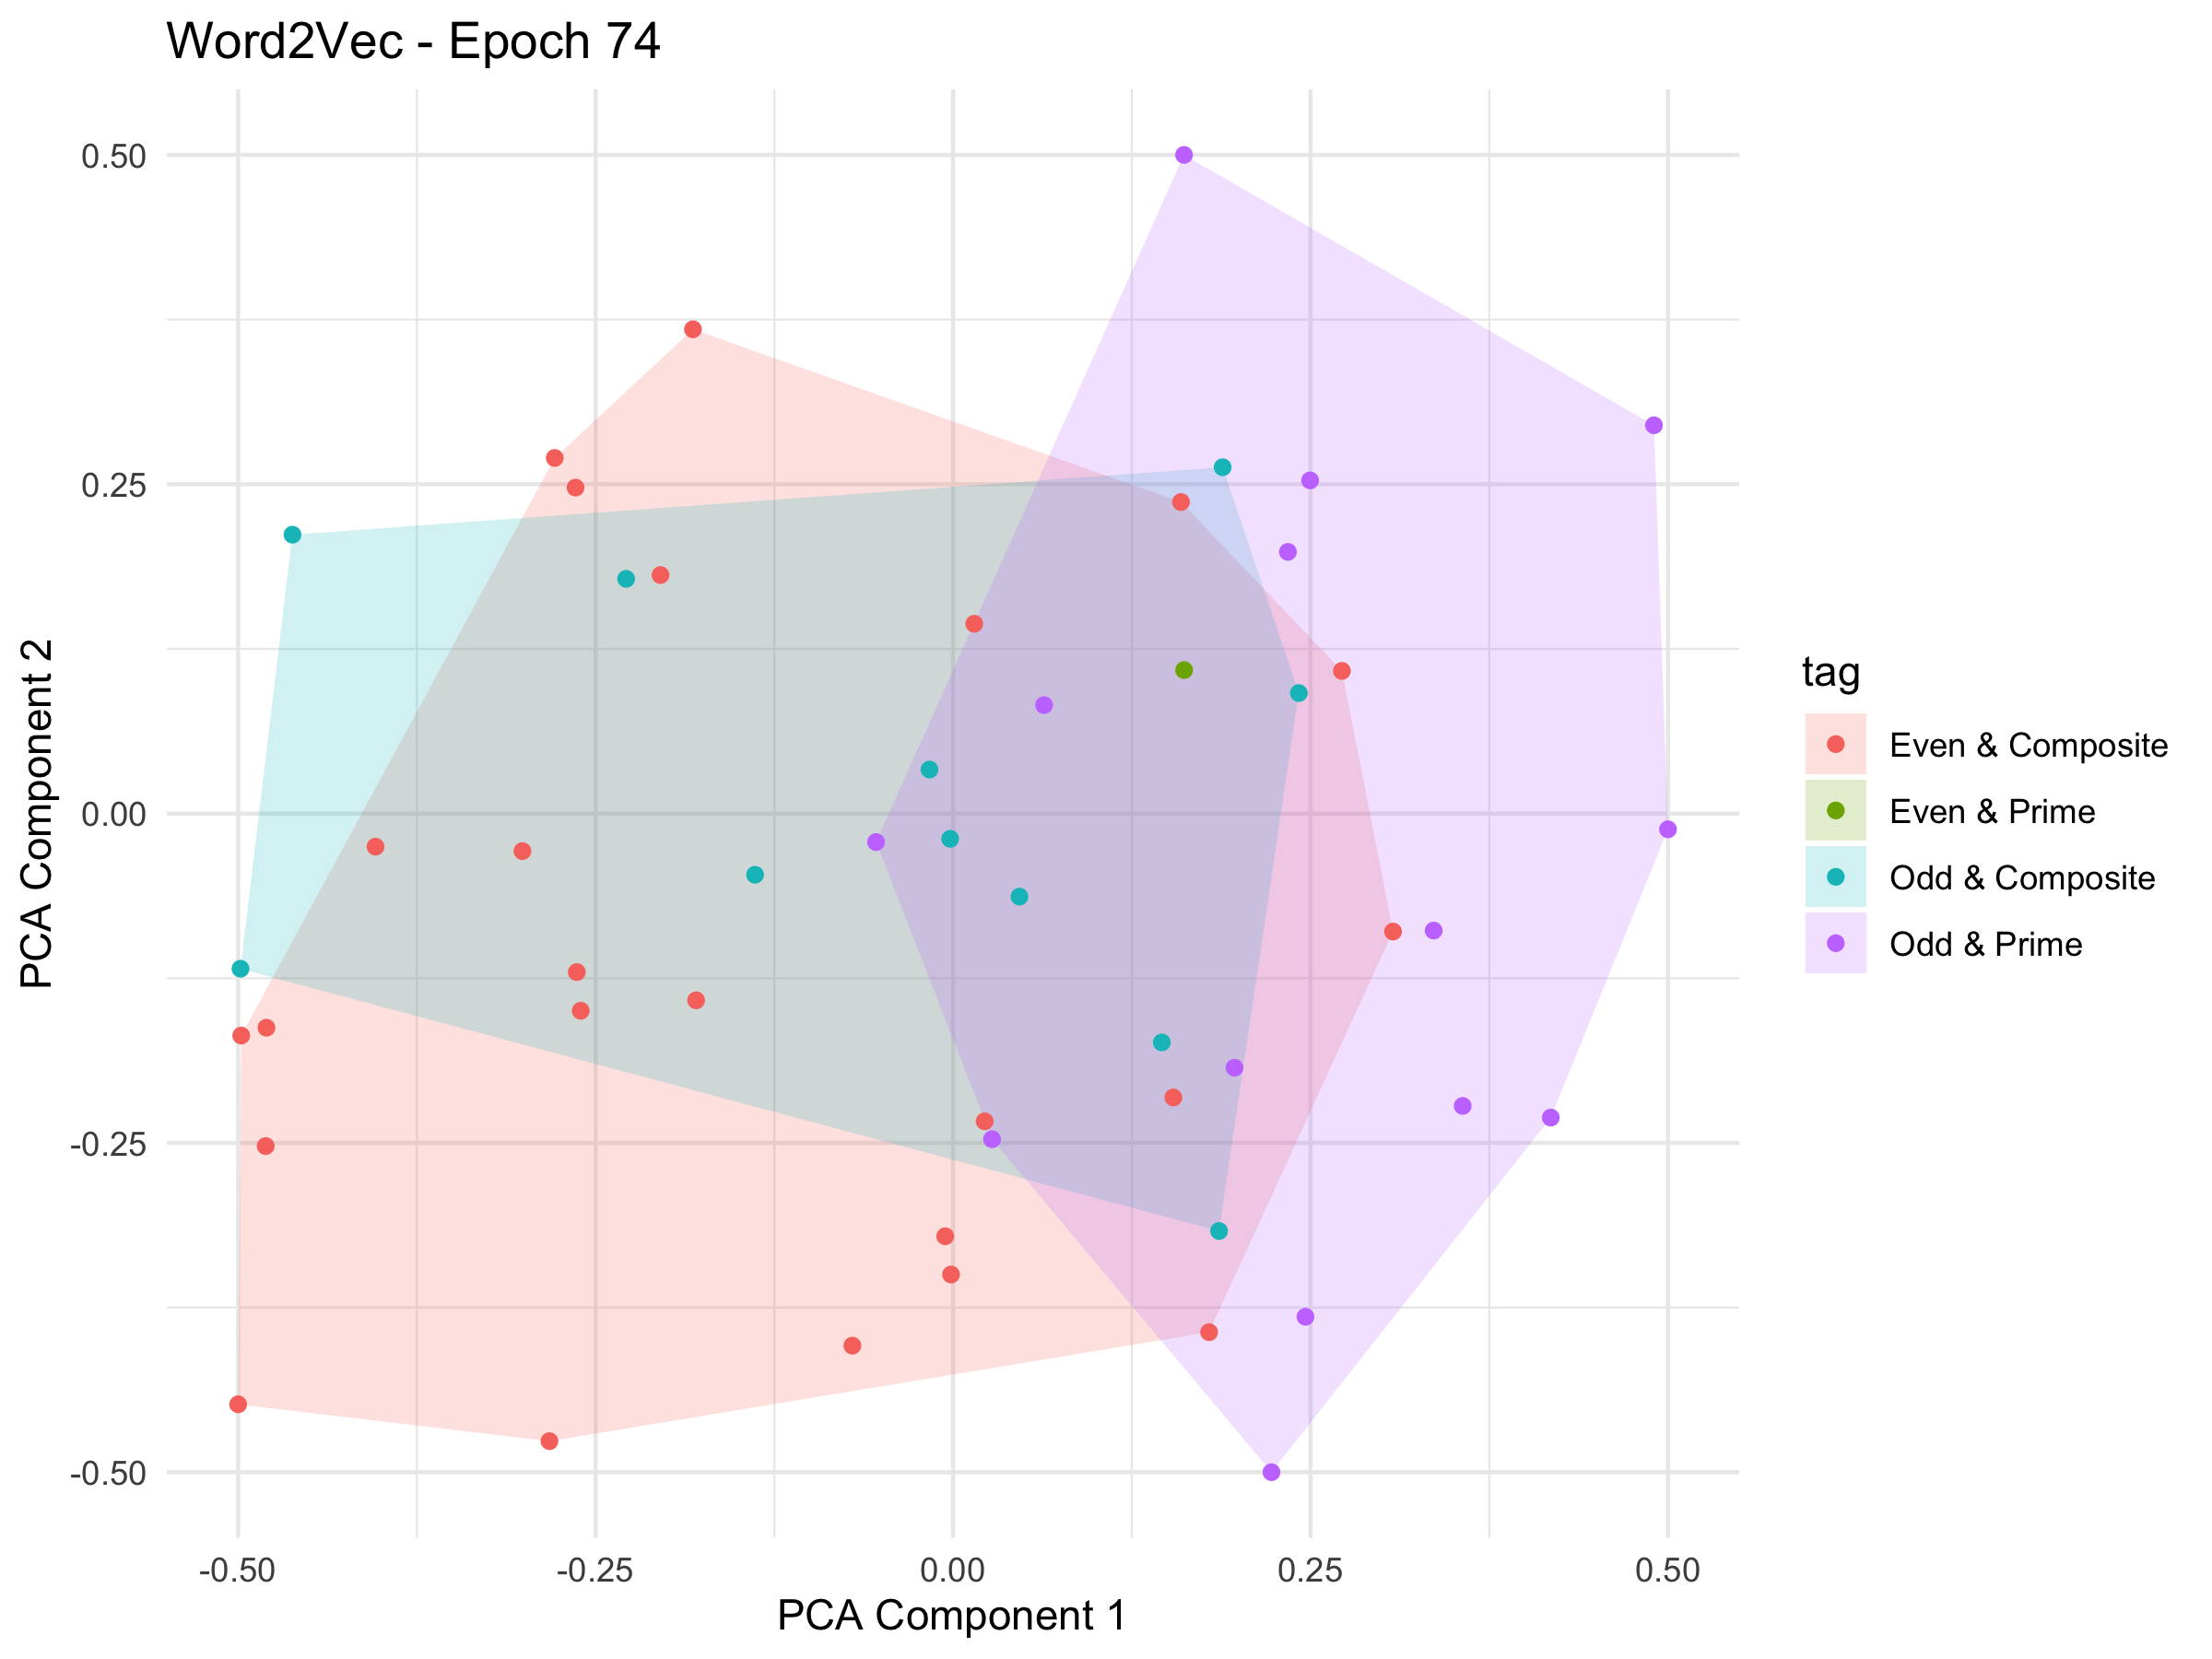 Word2Vec - Epoch 74
PCA Component 2
0.50
0.25
0.00
-0.25
-0.50
-0.50
-0.25
0.00
0.25
0.50
PCA Component 1
tag
Even & Composite
Even & Prime
Odd & Composite
Odd & Prime